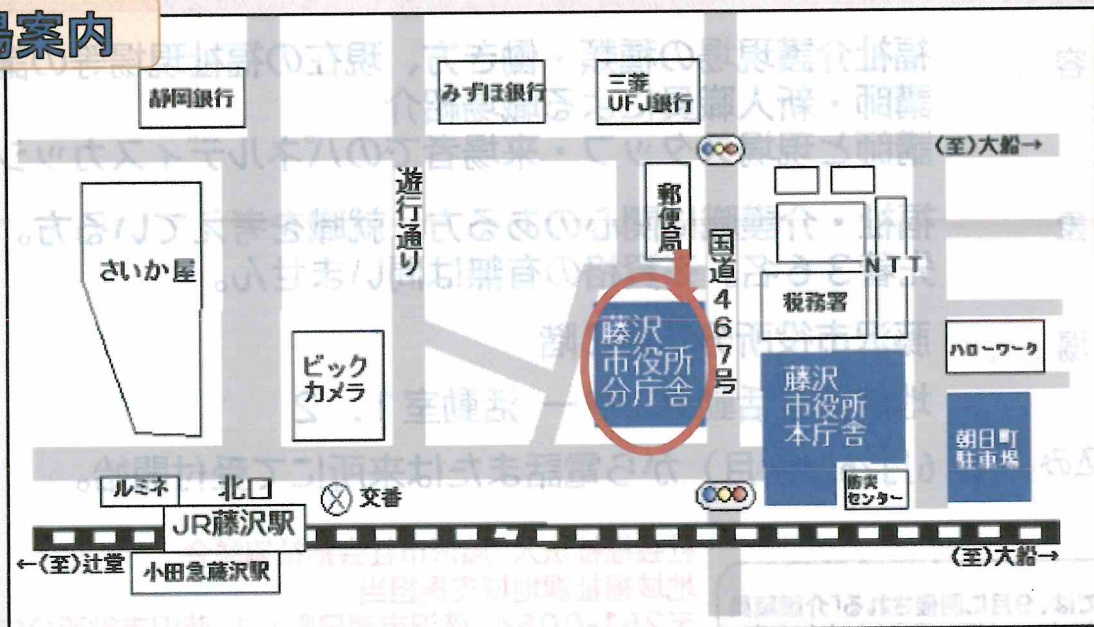 場案内
静岡銀行
みずほ銀行
三菱
UFJ銀行
(至)大船→
遊行通り
郵便局
国道467号
NTT
さいか屋
税務署
ハローワーク
ビック
カメラ
藤沢
市役所
分庁舎
藤沢
市役所
本庁舎
朝日町
駐車場
防災
センター
ルミネ
北口
交番
JR藤沢駅
←(至)辻堂
小田急藤沢駅
(至)大船→